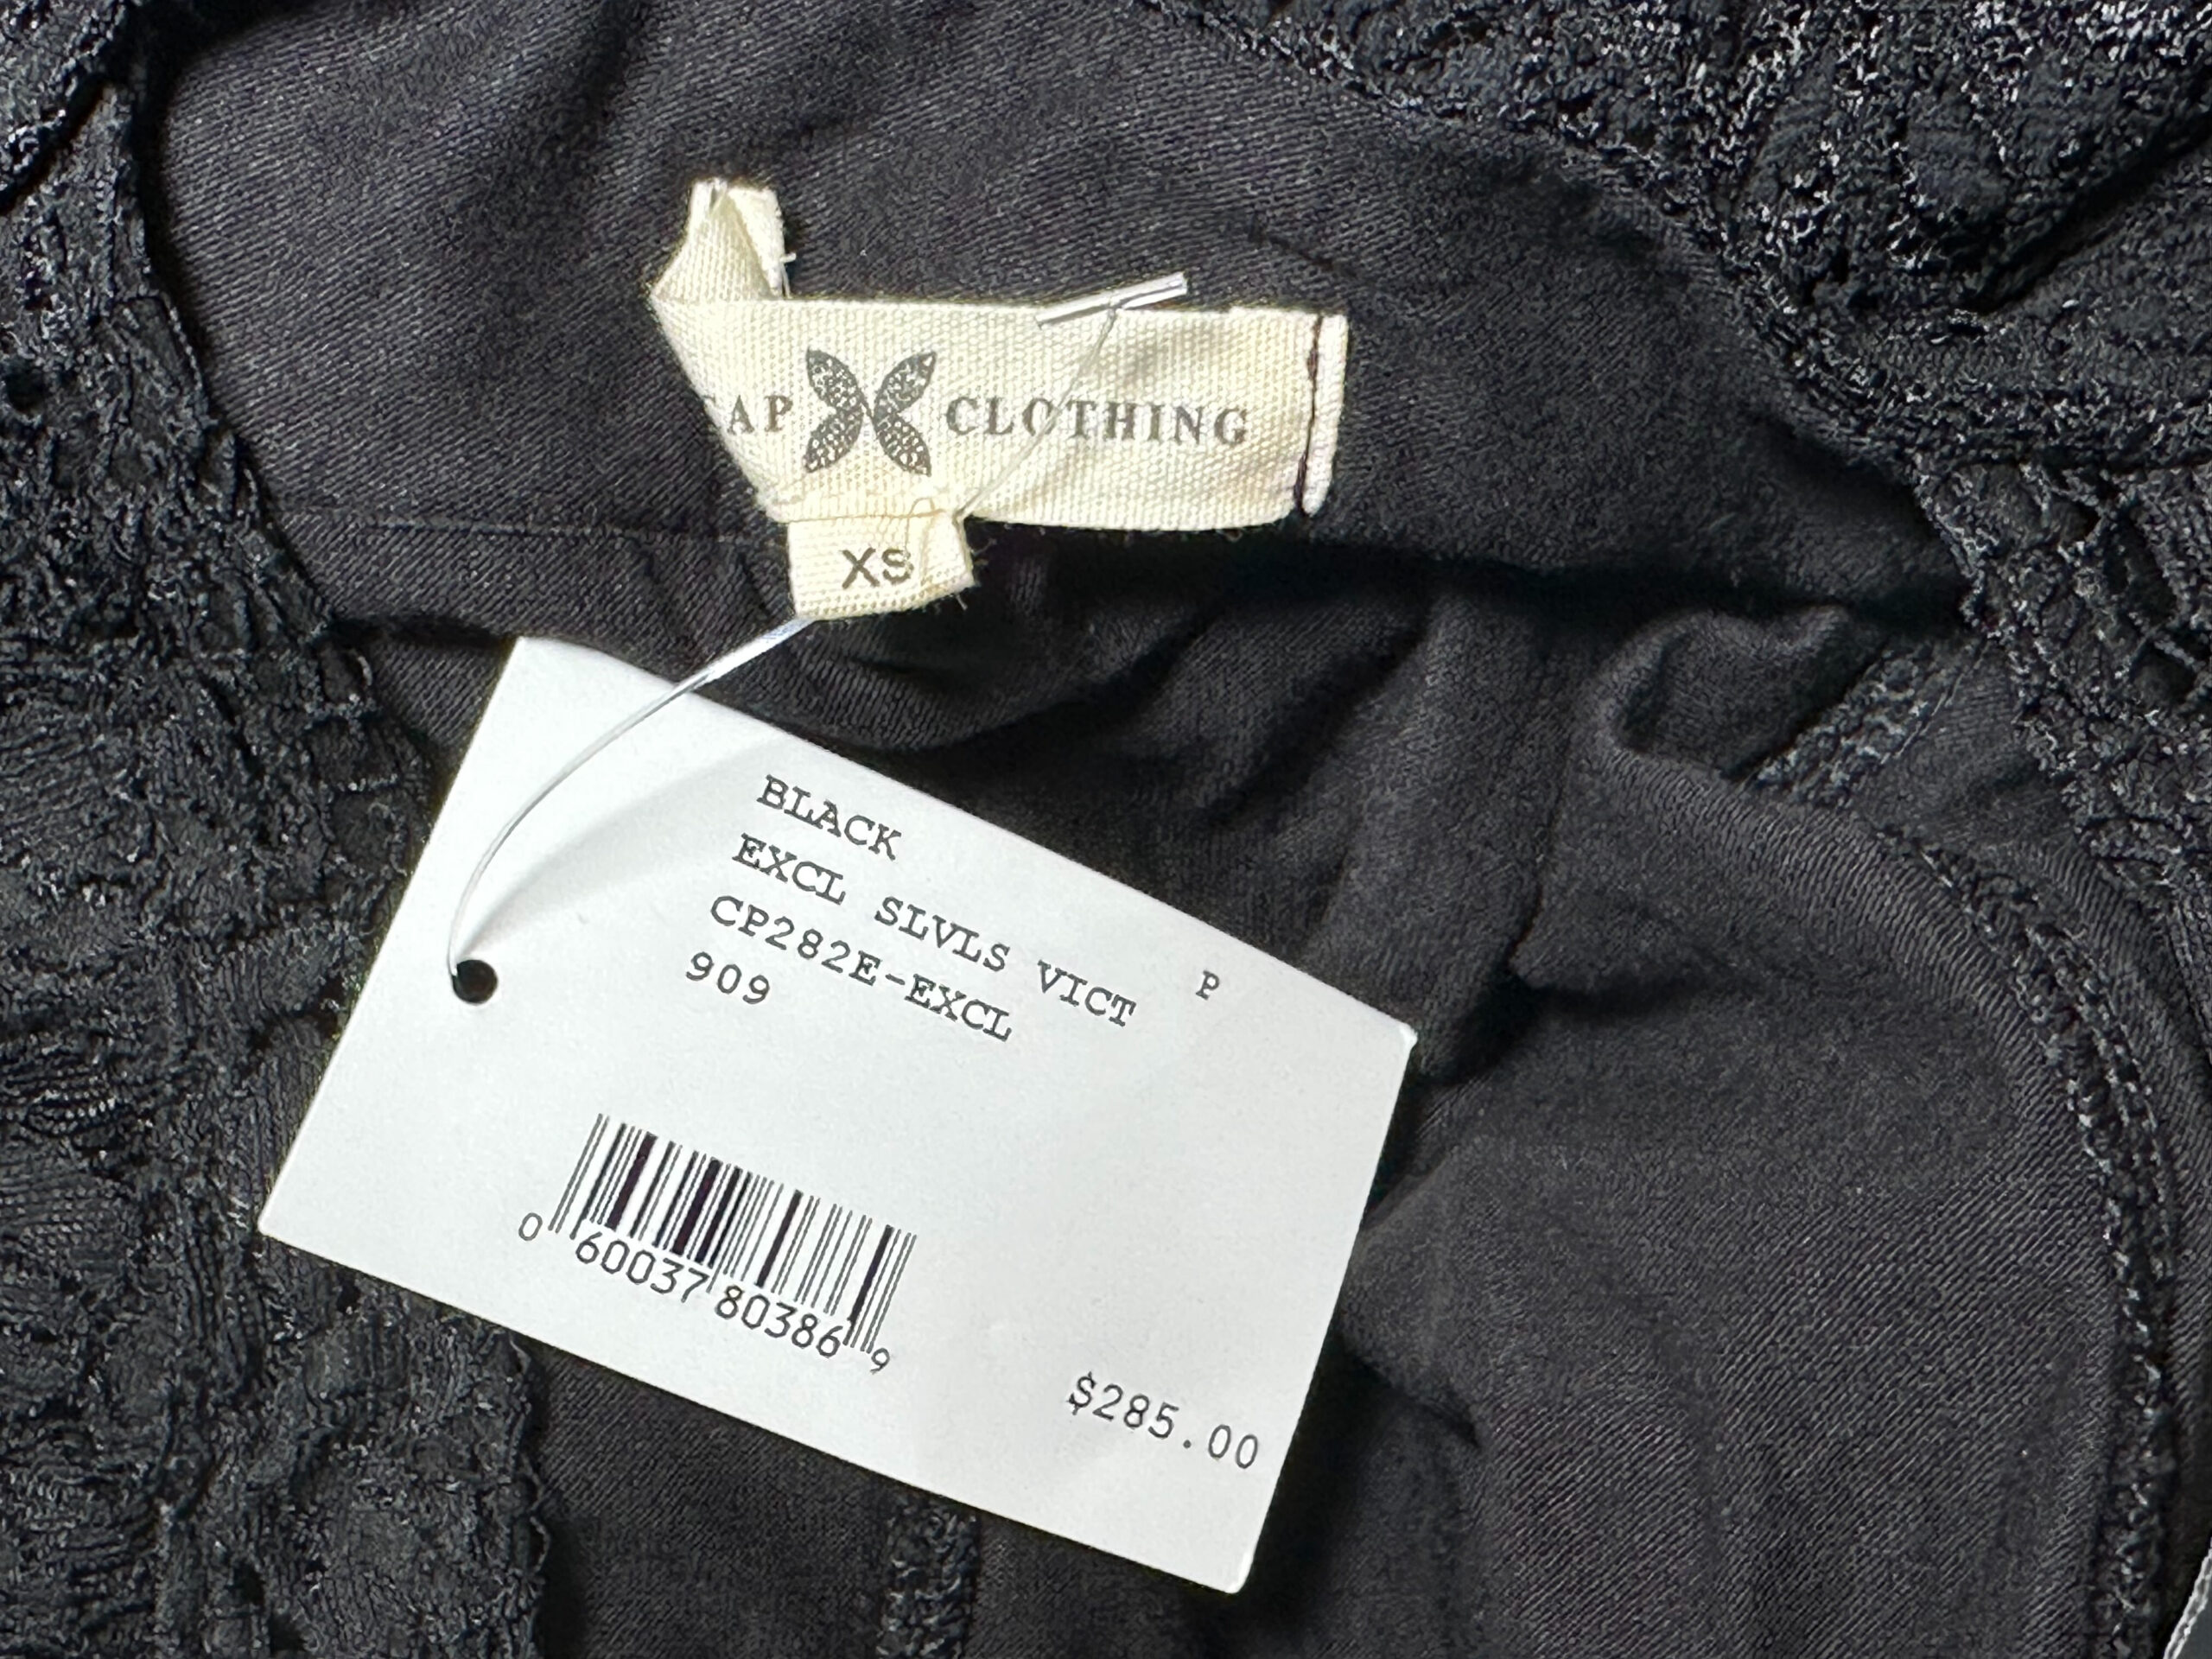 AP CLOTHING
XS
BLACK
EXCL SLVLS VICT P
CP282E-EXCL
909
0 60037 80386 9
$285.00